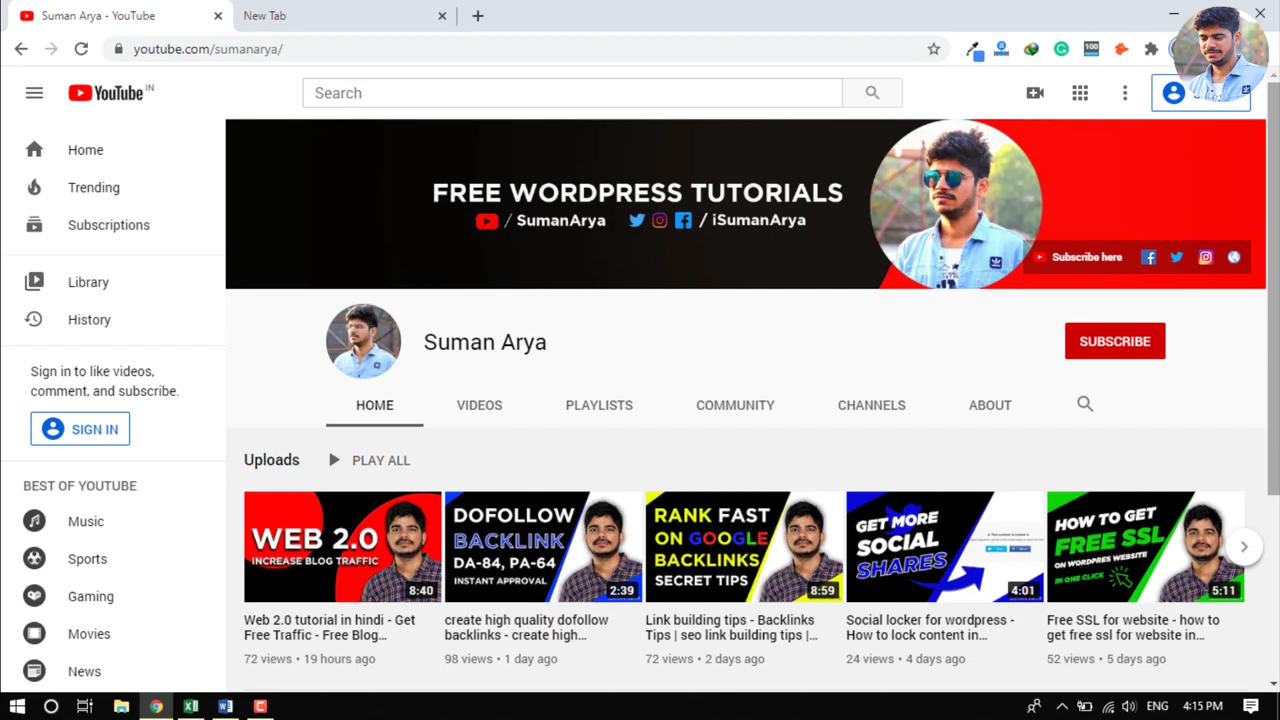 Suman Arya - YouTube
New Tab
youtube.com/sumanarya/
100
YouTube IN
Search
Home
Trending
Subscriptions
Library
History
Sign in to like videos,
comment, and subscribe.
SIGN IN
BEST OF YOUTUBE
Music
Sports
Gaming
Movies
News
FREE WORDPRESS TUTORIALS
/ SumanArya / iSumanArya
Subscribe here
Suman Arya
SUBSCRIBE
HOME VIDEOS PLAYLISTS COMMUNITY CHANNELS ABOUT
Uploads PLAY ALL
WEB 2.0
INCREASE BLOG TRAFFIC
8:40
Web 2.0 tutorial in hindi - Get
Free Traffic - Free Blog...
72 views • 19 hours ago
DOFOLLOW
BACKLINK
DA-84, PA-64
INSTANT APPROVAL
2:39
create high quality dofollow
backlinks - create high...
98 views • 1 day ago
RANK FAST
ON GOOGLE
BACKLINKS
SECRET TIPS
8:59
Link building tips - Backlinks
Tips | seo link building tips |...
72 views • 2 days ago
GET MORE
SOCIAL
SHARES
4:01
Social locker for wordpress -
How to lock content in...
24 views • 4 days ago
HOW TO GET
FREE SSL
ON WORDPRES WEBSITE
IN ONE CLICK
5:11
Free SSL for website - how to
get free ssl for website in...
52 views • 5 days ago
ENG 4:15 PM